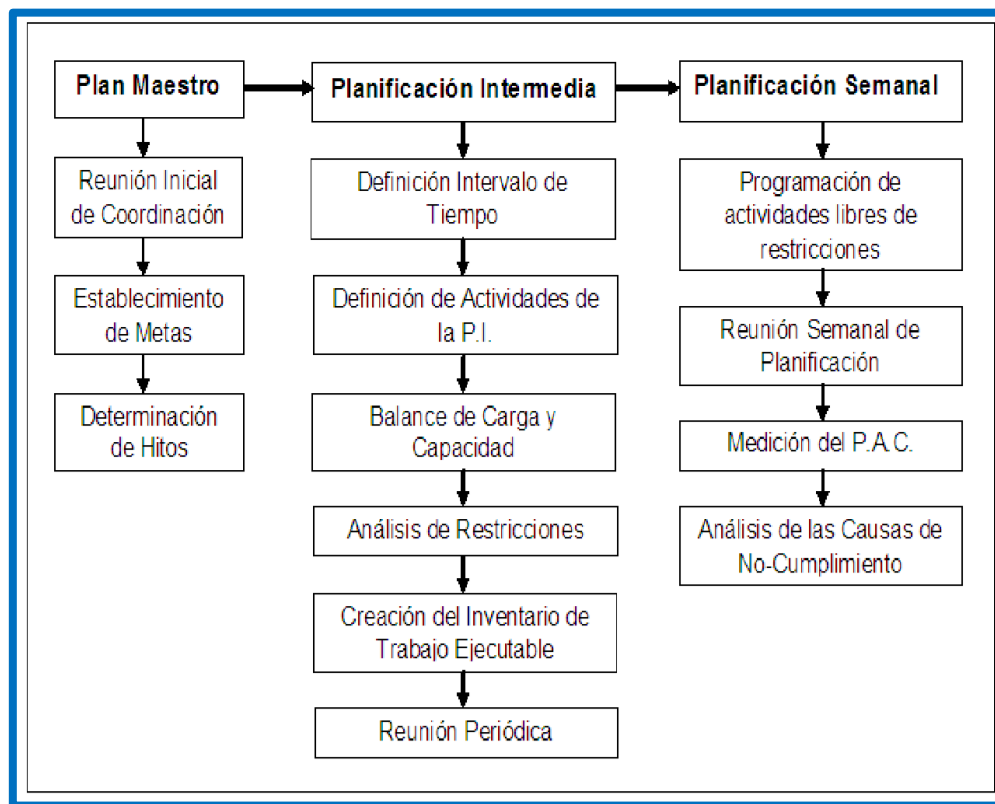 Plan Maestro
Reunión Inicial
de Coordinación
Establecimiento
de Metas
Determinación
de Hitos
Planificación Intermedia
Definición Intervalo de
Tiempo
Definición de Actividades de
la P.I.
Balance de Carga y
Capacidad
Análisis de Restricciones
Creación del Inventario de
Trabajo Ejecutable
Reunión Periódica
Planificación Semanal
Programación de
actividades libres de
restricciones
Reunión Semanal de
Planificación
Medición del P.A.C.
Análisis de las Causas de
No-Cumplimiento